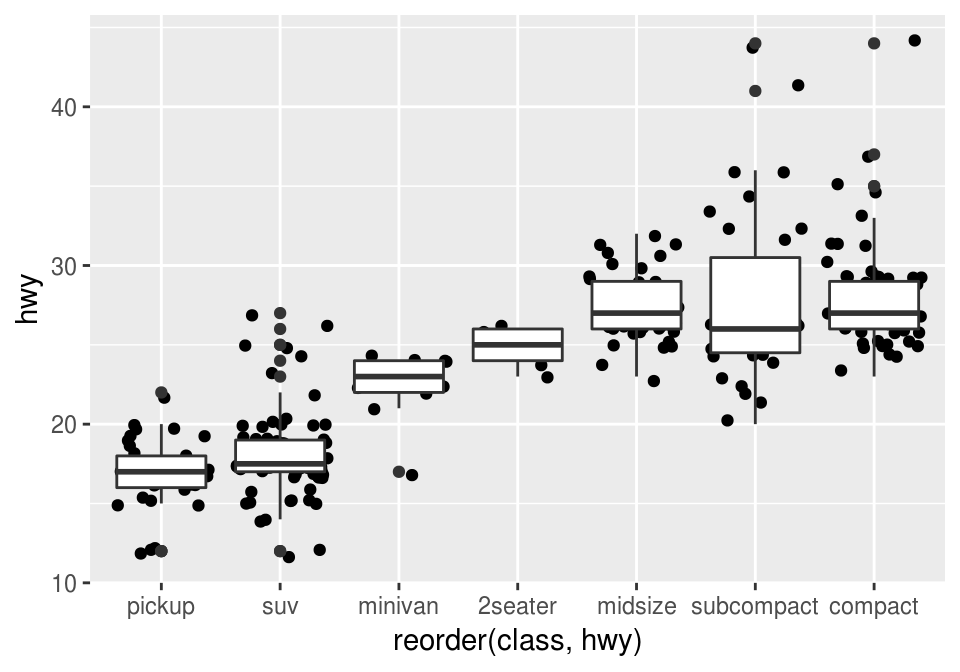 hwy
40
30
20
10
pickup suv minivan 2seater midsize subcompact compact
reorder(class, hwy)